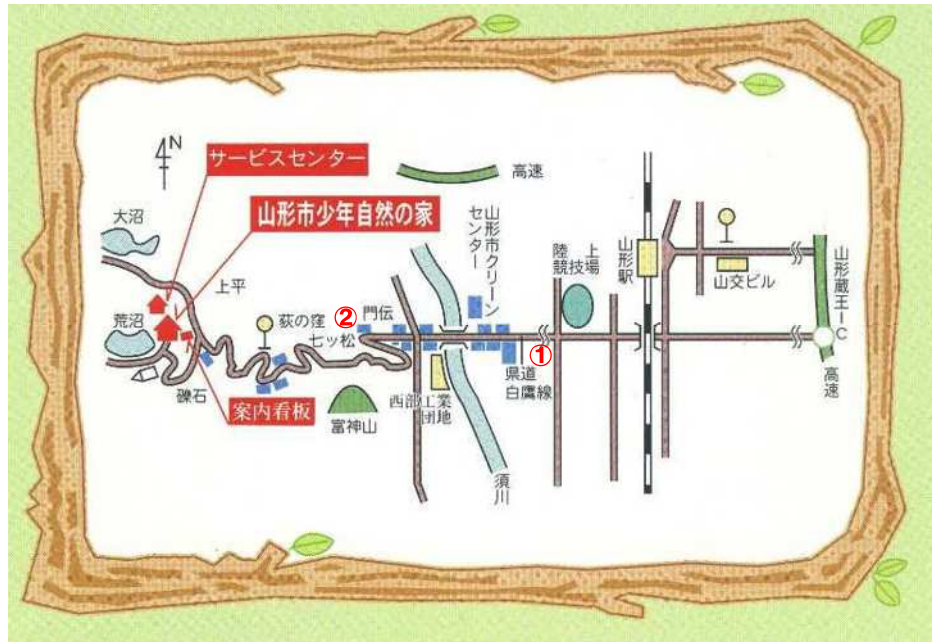 N
サービスセンター
高速
山形市少年自然の家
大沼
山形市クリーン
センター
陸上
競技場
山形駅
山交ビル
山形蔵王IC
上平
荒沼
荻の窪
②
門伝
七ッ松
①
県道
白鷹線
高速
礫石
案内看板
富神山
西部工業
団地
須川